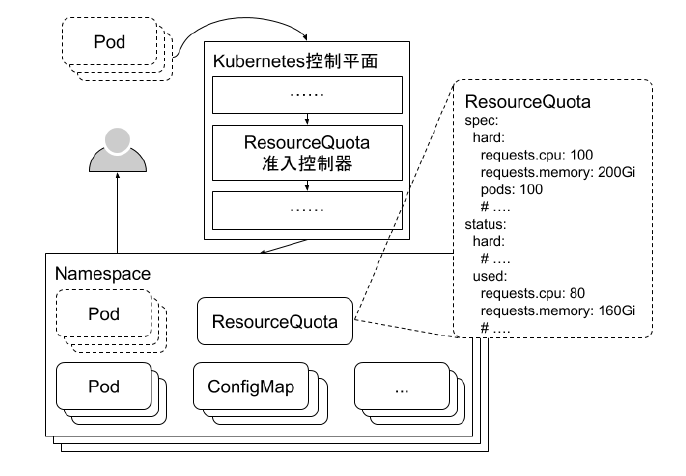 Pod
Kubernetes控制平面
......
ResourceQuota
准入控制器
......
ResourceQuota
spec:
hard:
requests.cpu: 100
requests.memory: 200Gi
pods: 100
# ....
status:
hard:
# ....
used:
requests.cpu: 80
requests.memory: 160Gi
# ....
Namespace
Pod
ResourceQuota
Pod
ConfigMap
...